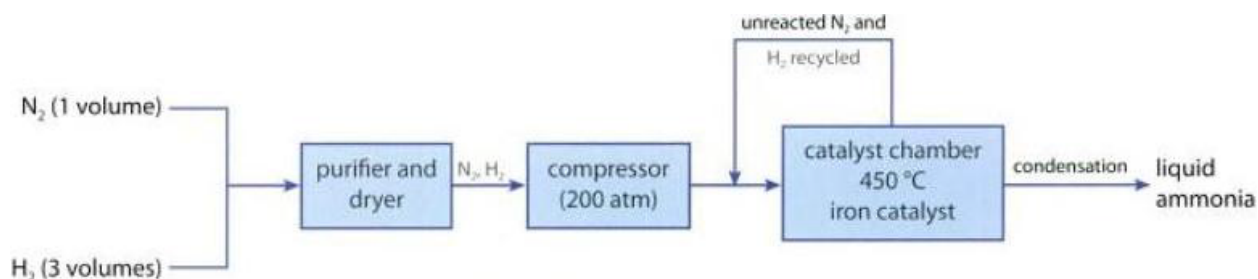 unreacted N₂ and
H₂ recycled
N₂ (1 volume)
purifier and
dryer
N₂, H₂
compressor
(200 atm)
catalyst chamber
450 °C
iron catalyst
condensation
liquid
ammonia
H₂ (3 volumes)